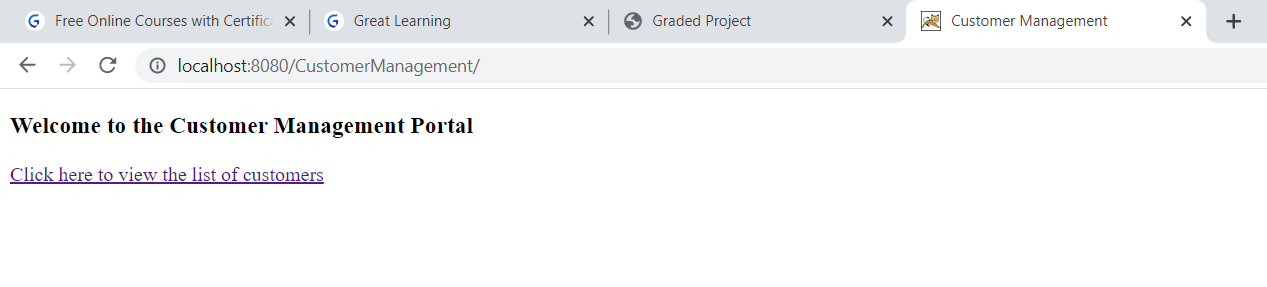 Free Online Courses with Certifica
Great Learning
Graded Project
Customer Management
localhost:8080/CustomerManagement/
Welcome to the Customer Management Portal
Click here to view the list of customers